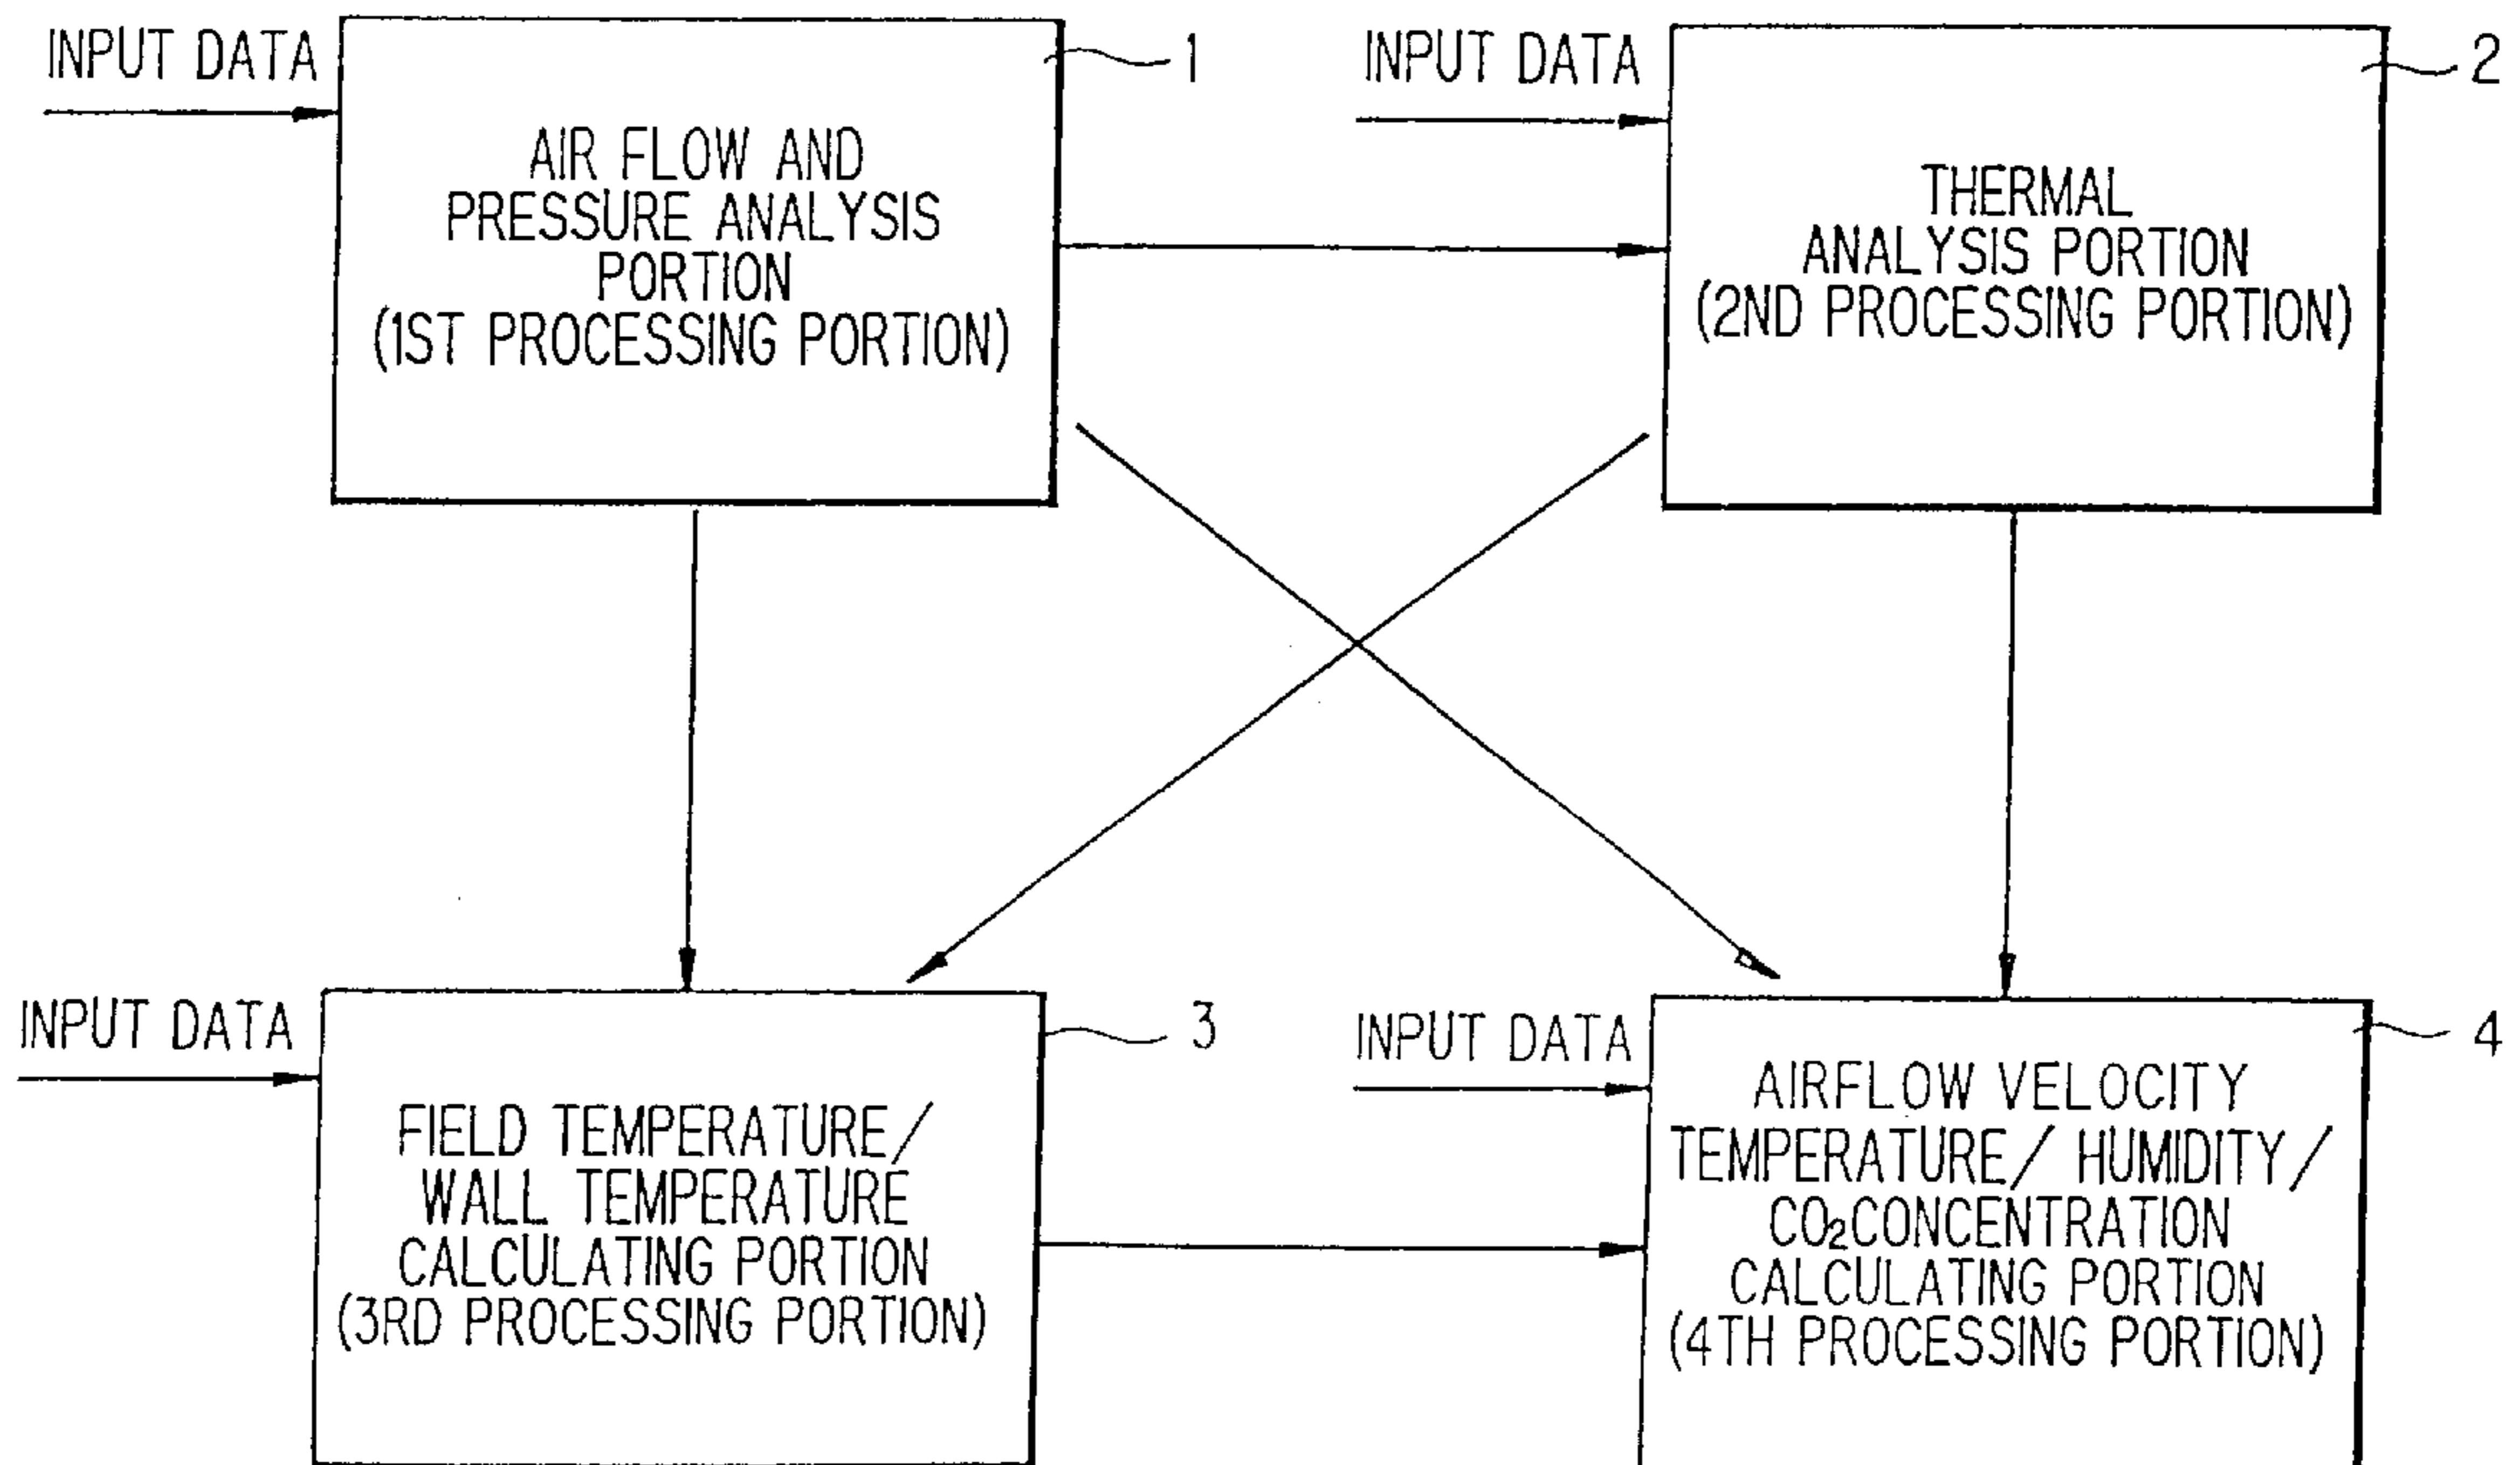 INPUT DATA
1
AIR FLOW AND
PRESSURE ANALYSIS
PORTION
(1ST PROCESSING PORTION)
INPUT DATA
2
THERMAL
ANALYSIS PORTION
(2ND PROCESSING PORTION)
INPUT DATA
3
FIELD TEMPERATURE/
WALL TEMPERATURE
CALCULATING PORTION
(3RD PROCESSING PORTION)
INPUT DATA
4
AIRFLOW VELOCITY
TEMPERATURE/ HUMIDITY/
CO₂CONCENTRATION
CALCULATING PORTION
(4TH PROCESSING PORTION)